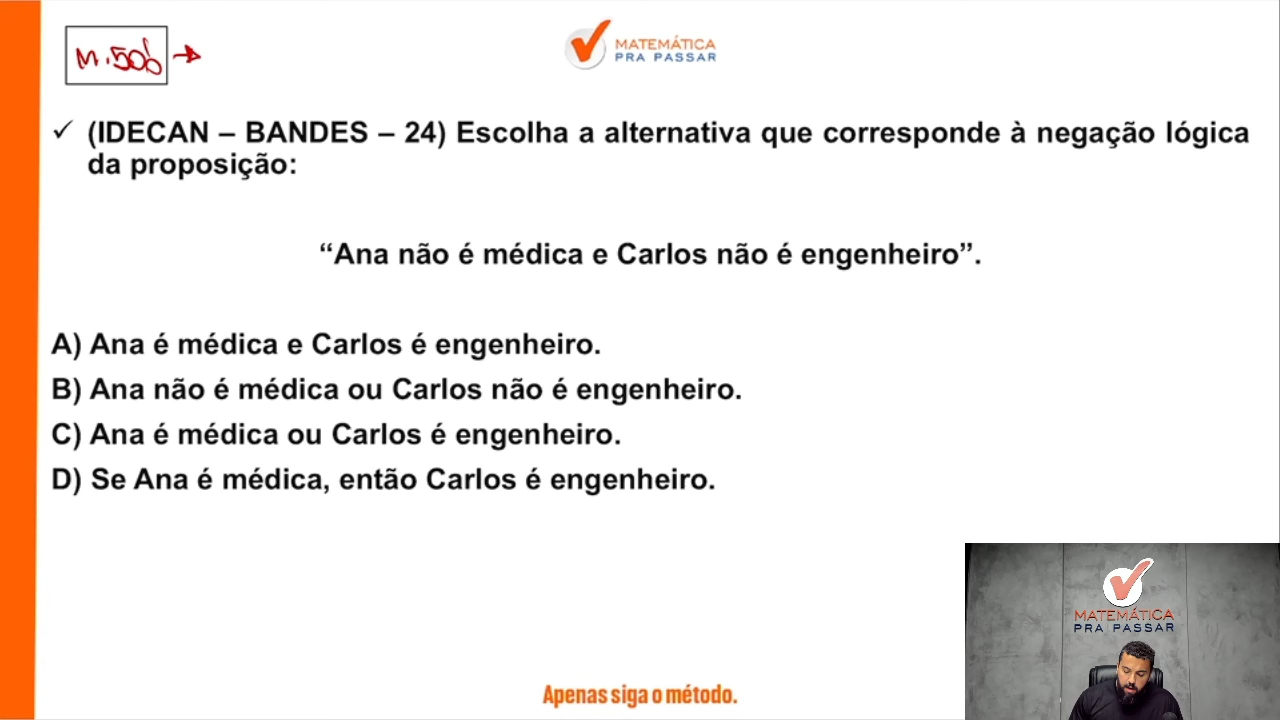 M.50%
MATEMÁTICA
PRA PASSAR
✓ (IDECAN – BANDES – 24) Escolha a alternativa que corresponde à negação lógica
da proposição:
“Ana não é médica e Carlos não é engenheiro”.
A) Ana é médica e Carlos é engenheiro.
B) Ana não é médica ou Carlos não é engenheiro.
C) Ana é médica ou Carlos é engenheiro.
D) Se Ana é médica, então Carlos é engenheiro.
MATEMÁTICA
PRA PASSAR
Apenas siga o método.